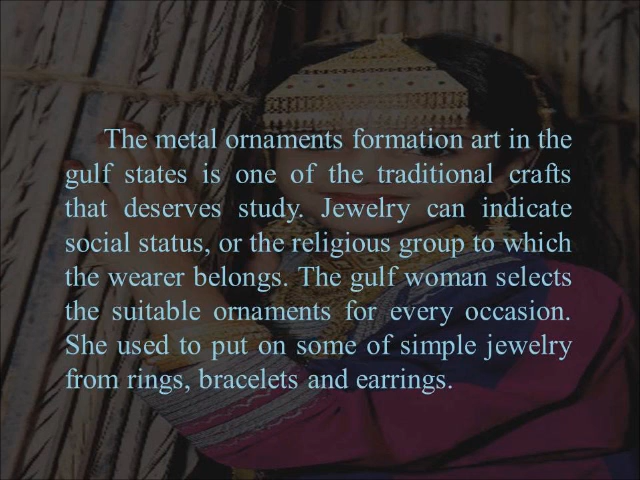 The metal ornaments formation art in the
gulf states is one of the traditional crafts
that deserves study. Jewelry can indicate
social status, or the religious group to which
the wearer belongs. The gulf woman selects
the suitable ornaments for every occasion.
She used to put on some of simple jewelry
from rings, bracelets and earrings.